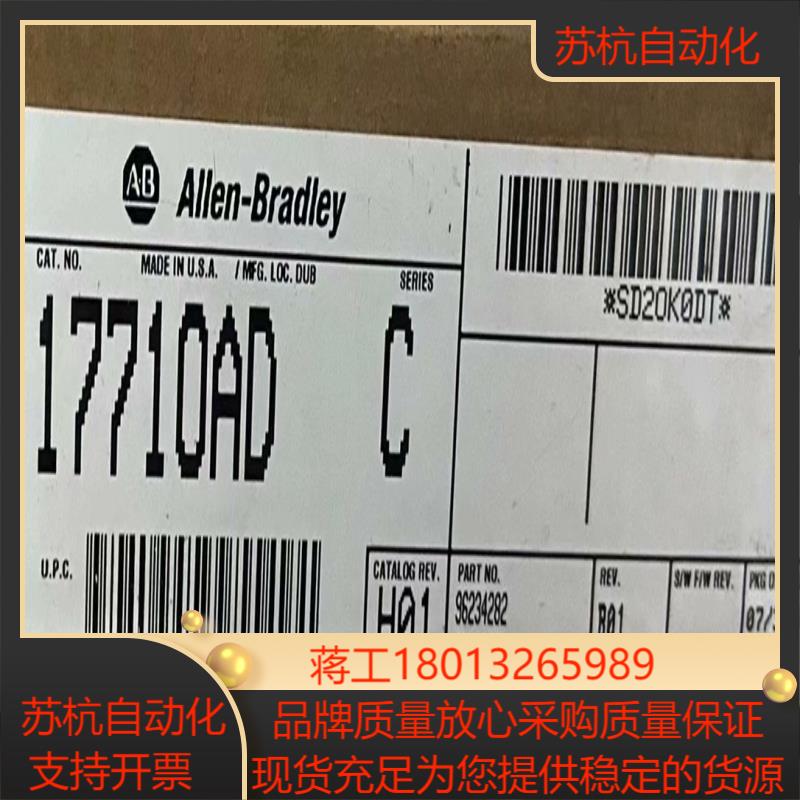 苏杭自动化
A-B Allen-Bradley
CAT. NO. MADE IN U.S.A. / MFG. LOC. DUB SERIES
1771OAD C
*SD2OK0DT*
U.P.C.
CATALOG REV. PART NO. REV. S/W F/W REV.
H01 96234282 B01 07/
蒋工18013265989
苏杭自动化
支持开票
品牌质量放心采购质量保证
现货充足为您提供稳定的货源